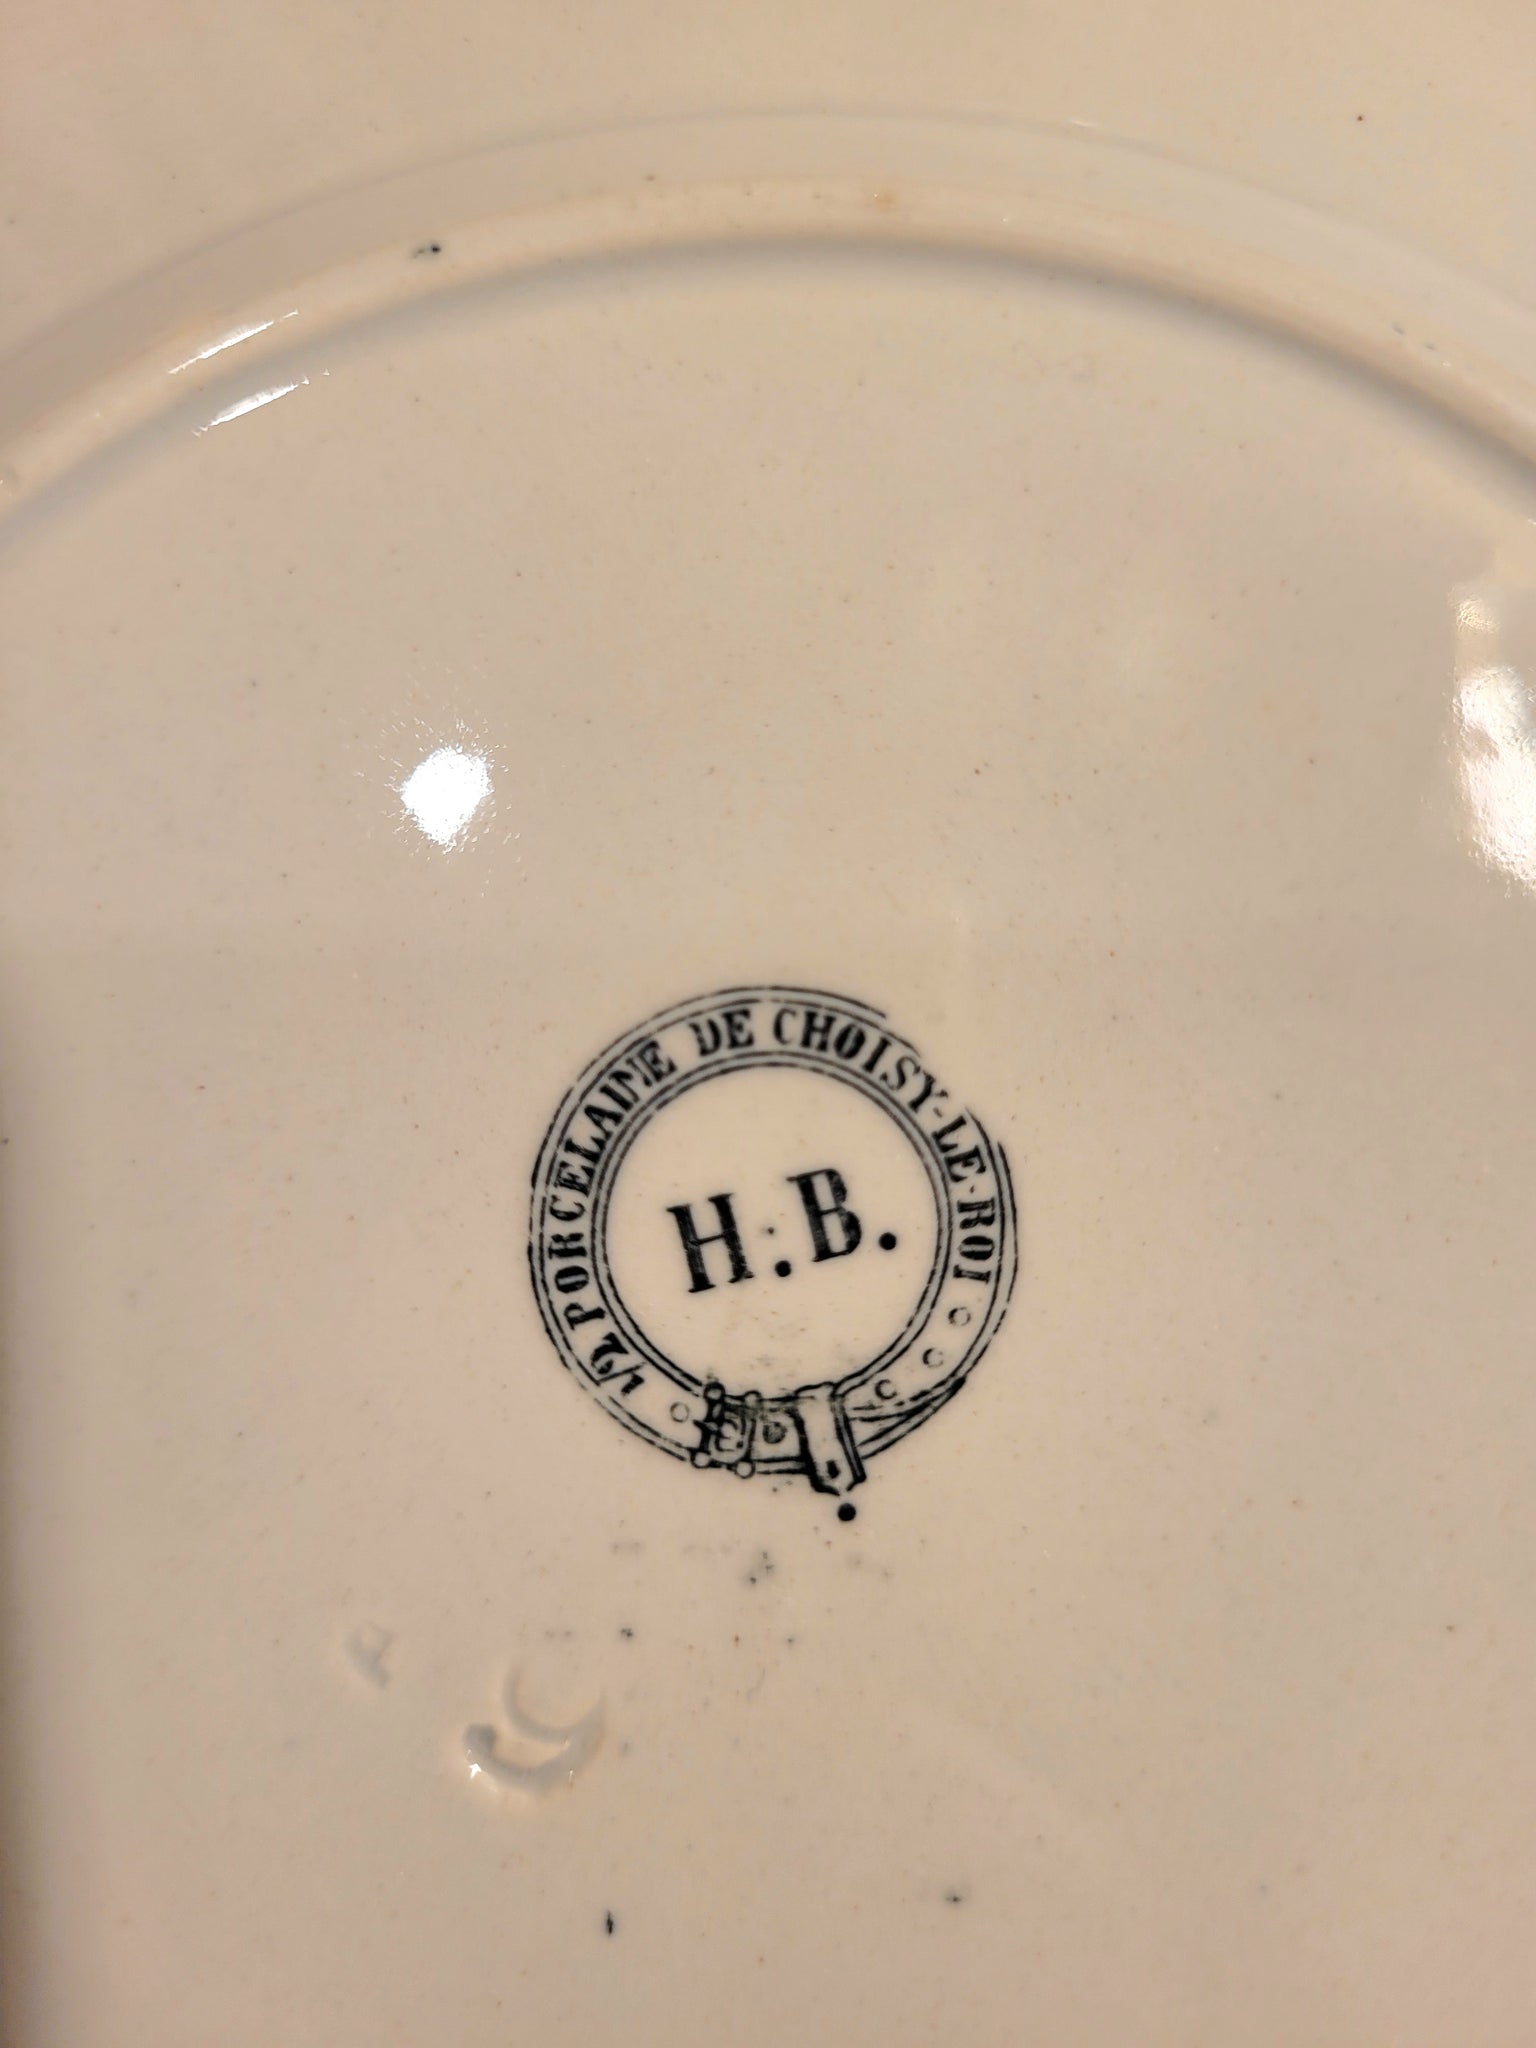 1/2 PORCELAINE DE CHOISY-LE-ROI
H.B.